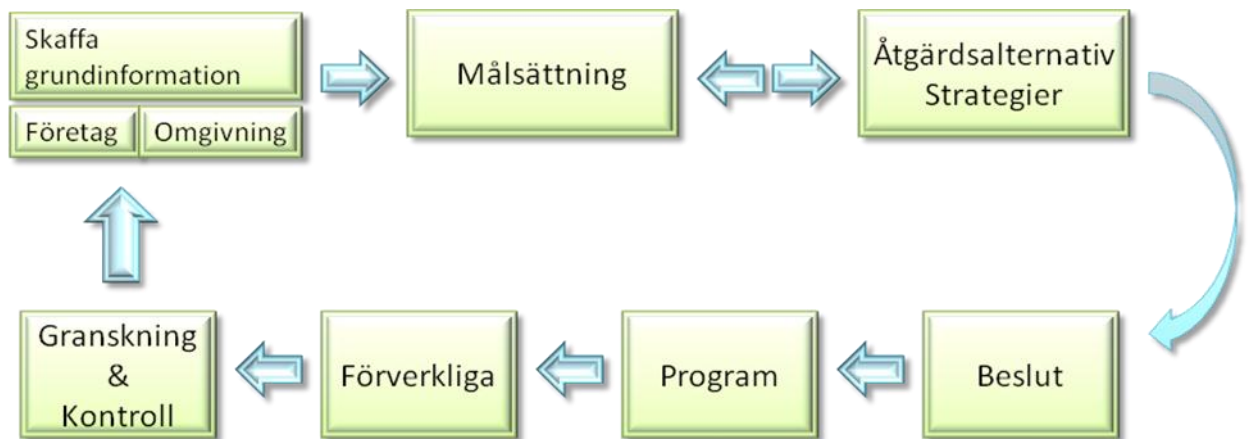 Skaffa
grundinformation
Företag
Omgivning
Målsättning
Åtgärdsalternativ
Strategier
Granskning
&
Kontroll
Förverkliga
Program
Beslut